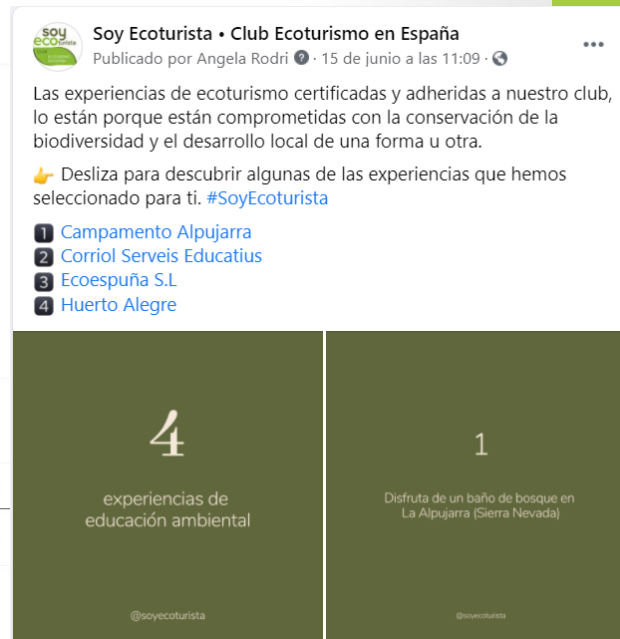 soy
ecoturista
Soy Ecoturista • Club Ecoturismo en España
Publicado por Angela Rodri · 15 de junio a las 11:09 ·
Las experiencias de ecoturismo certificadas y adheridas a nuestro club,
lo están porque están comprometidas con la conservación de la
biodiversidad y el desarrollo local de una forma u otra.
👉 Desliza para descubrir algunas de las experiencias que hemos
seleccionado para ti. #SoyEcoturista
1 Campamento Alpujarra
2 Corriol Serveis Educatius
3 Ecoespuña S.L
4 Huerto Alegre
4
experiencias de
educación ambiental
@soyecoturista
1
Disfruta de un baño de bosque en
La Alpujarra (Sierra Nevada)
@soyecoturista